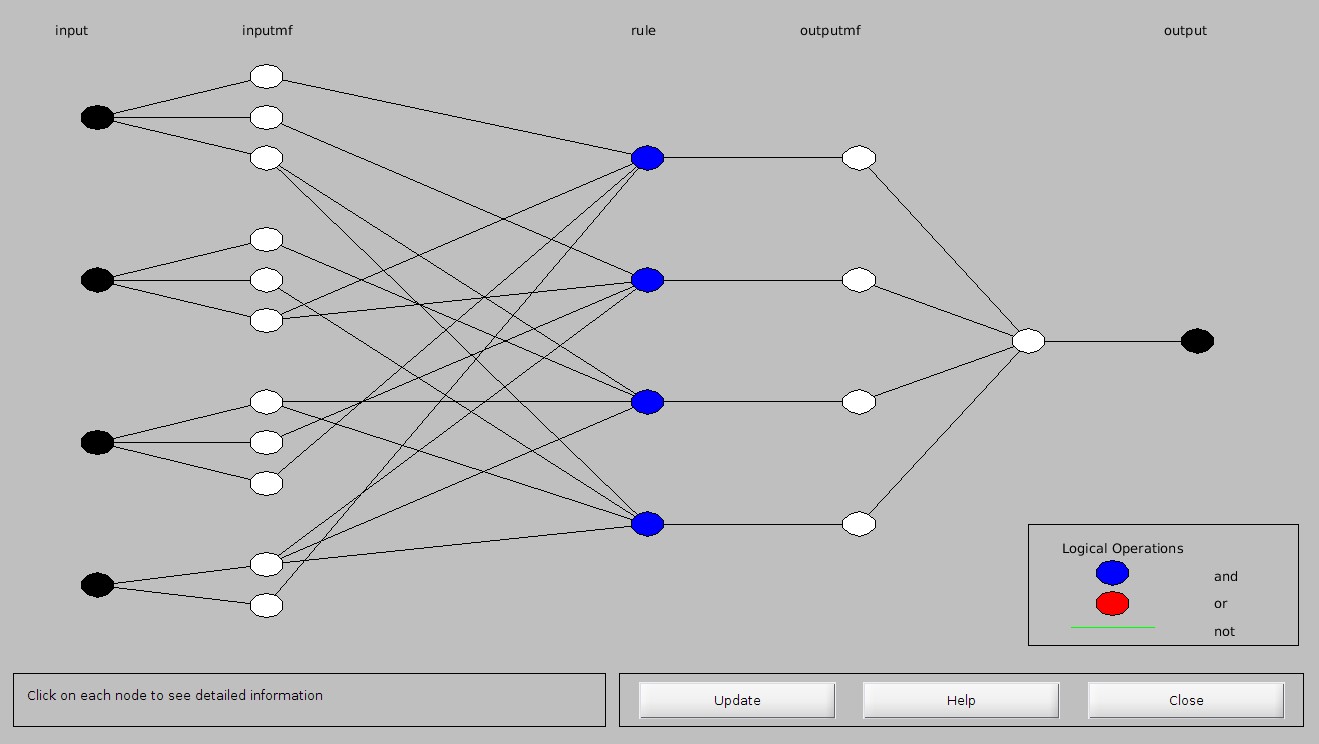 input inputmf rule outputmf output
Logical Operations
and
or
not
Click on each node to see detailed information
Update Help Close